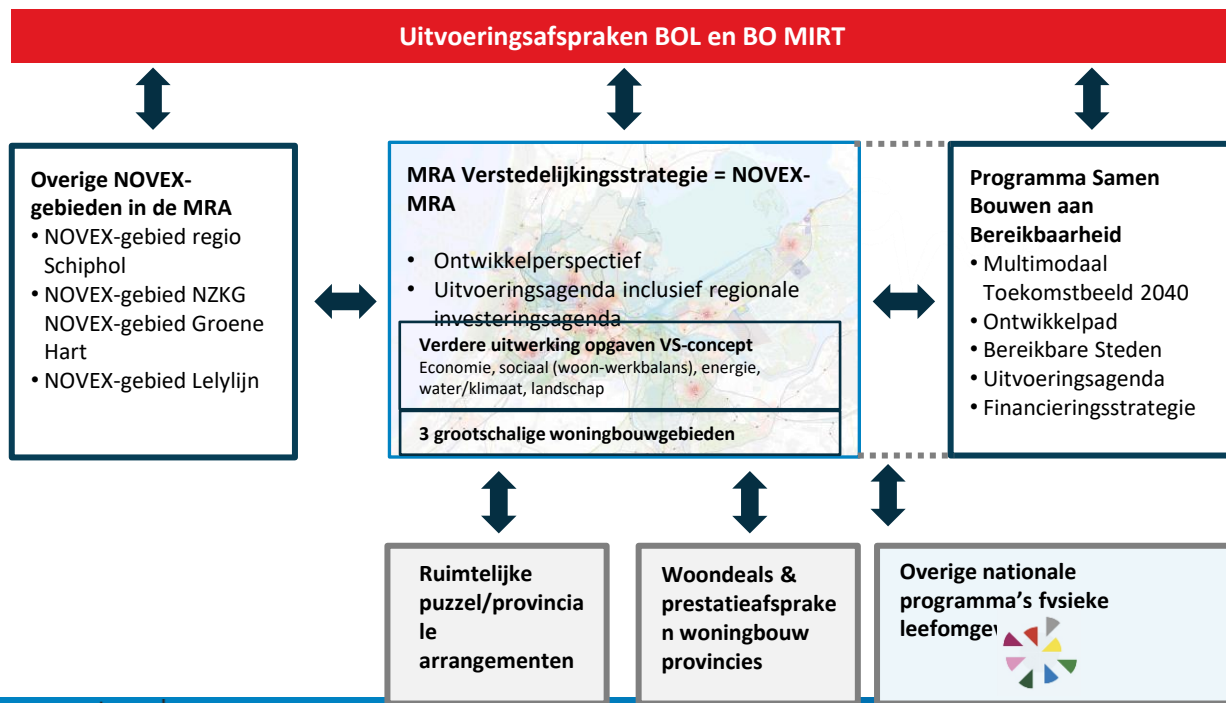 Uitvoeringsafspraken BOL en BO MIRT
Overige NOVEX-
gebieden in de MRA
• NOVEX-gebied regio
Schiphol
• NOVEX-gebied NZKG
NOVEX-gebied Groene
Hart
• NOVEX-gebied Lelylijn
MRA Verstedelijkingsstrategie = NOVEX-
MRA
• Ontwikkelperspectief
• Uitvoeringsagenda inclusief regionale
investeringsagenda
Verdere uitwerking opgaven VS-concept
Economie, sociaal (woon-werkbalans), energie,
water/klimaat, landschap
3 grootschalige woningbouwgebieden
Programma Samen
Bouwen aan
Bereikbaarheid
• Multimodaal
Toekomstbeeld 2040
• Ontwikkelpad
• Bereikbare Steden
• Uitvoeringsagenda
• Financieringsstrategie
Ruimtelijke
puzzel/provincia
le
arrangementen
Woondeals &
prestatieafsprake
n woningbouw
provincies
Overige nationale
programma's fysieke